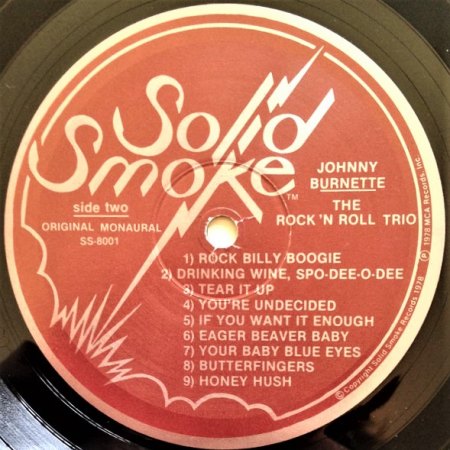 Solid
Smoke
™
side two
ORIGINAL MONAURAL
SS-8001
JOHNNY
BURNETTE
THE
ROCK 'N ROLL TRIO
1) ROCK BILLY BOOGIE
2) DRINKING WINE, SPO-DEE-O-DEE
3) TEAR IT UP
4) YOU'RE UNDECIDED
5) IF YOU WANT IT ENOUGH
6) EAGER BEAVER BABY
7) YOUR BABY BLUE EYES
8) BUTTERFINGERS
9) HONEY HUSH
Ⓟ 1978 MCA Records, Inc.
© Copyright Solid Smoke Records 1978